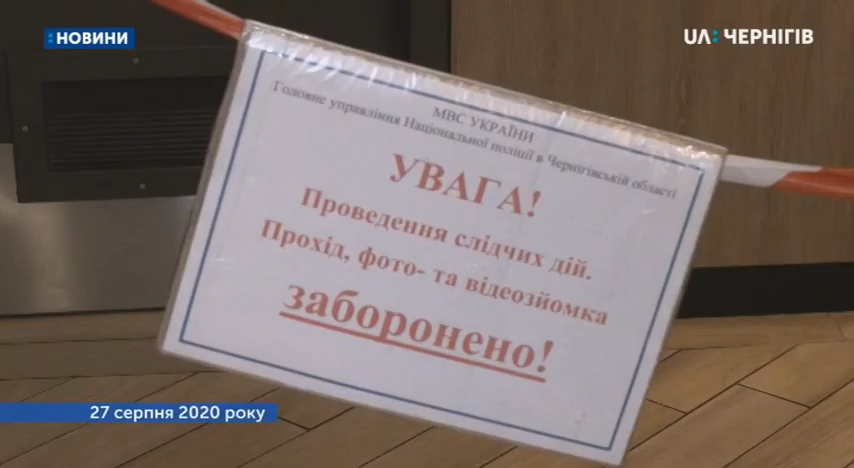 :НОВИНИ
UA:ЧЕРНІГІВ
МВС УКРАЇНИ
Головне управління Національної поліції в Чернігівській області
УВАГА!
Проведення слідчих дій.
Прохід, фото- та відеозйомка
заборонено!
27 серпня 2020 року